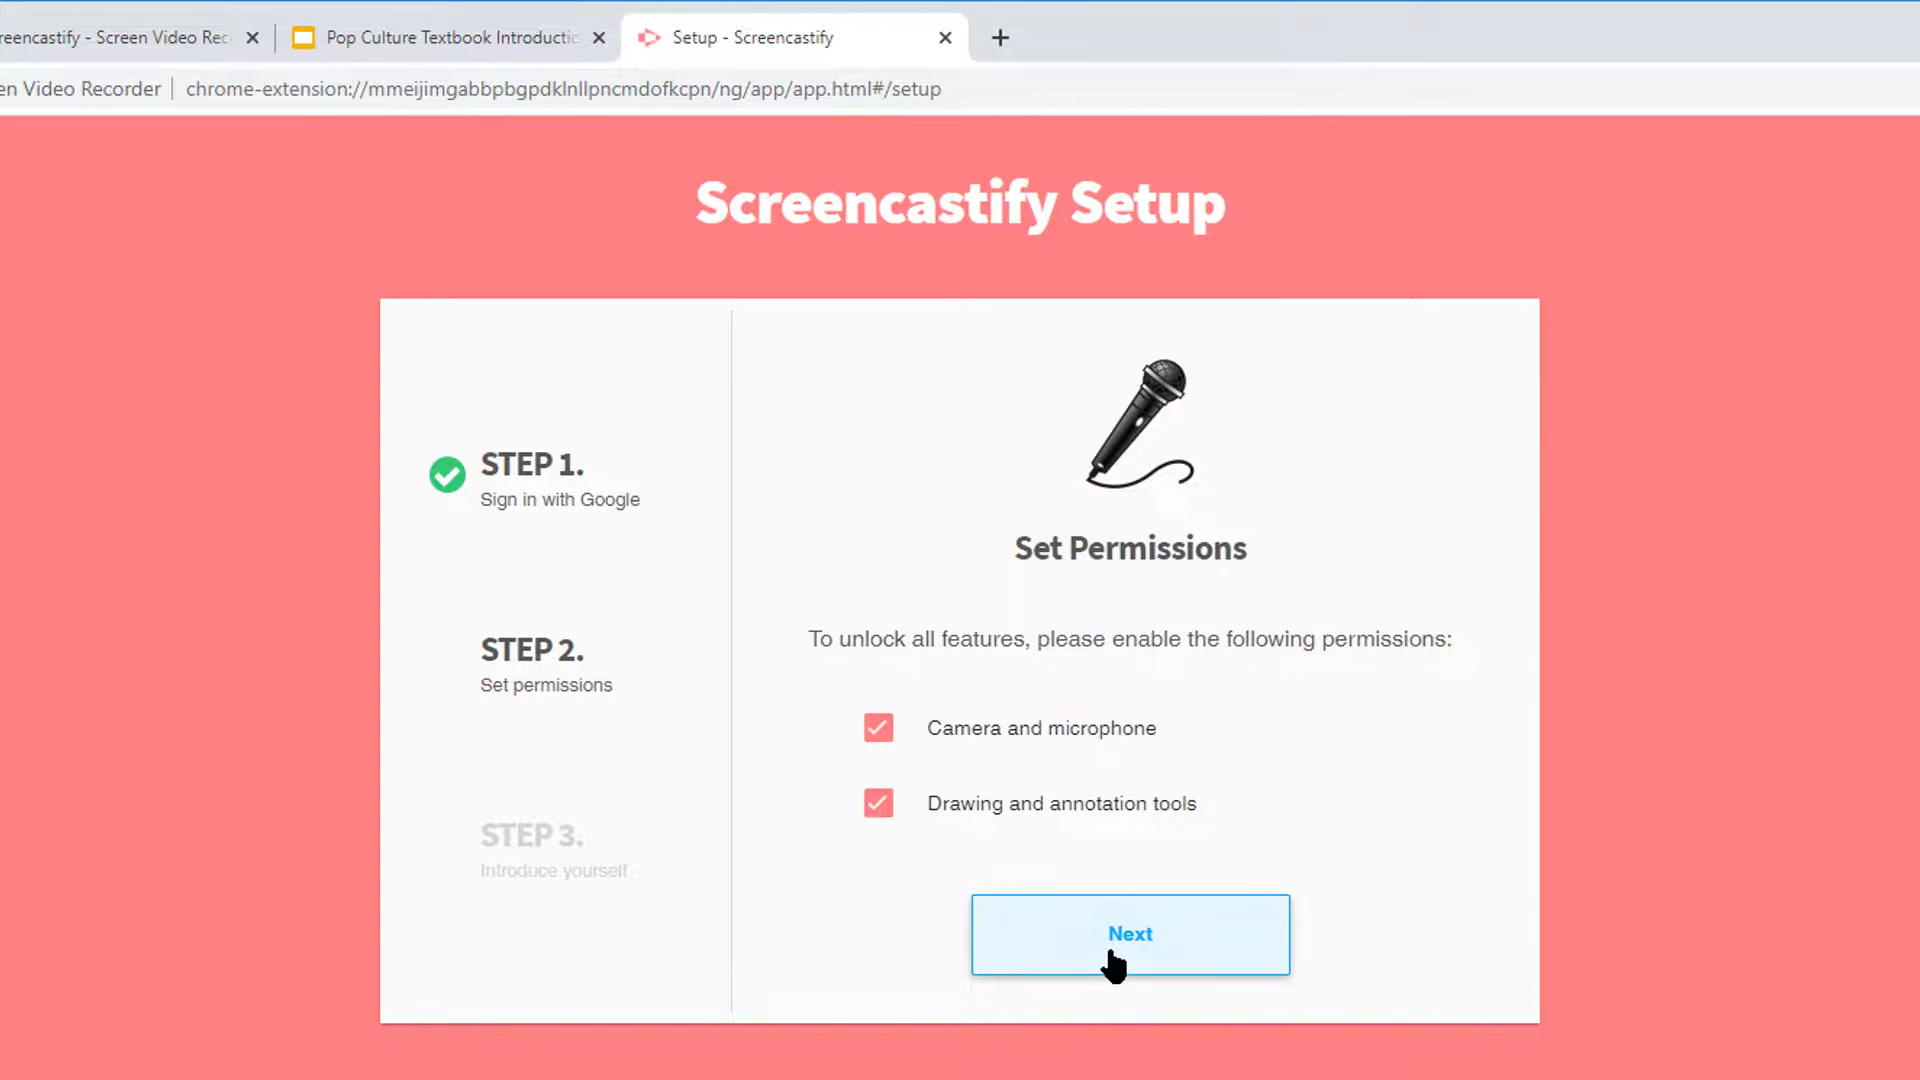 reencastify - Screen Video Rec
Pop Culture Textbook Introductic
Setup - Screencastify
en Video Recorder
chrome-extension://mmeijimgabbpbgpdklnllpncmdofkcpn/ng/app/app.html#/setup
Screencastify Setup
STEP 1.
Sign in with Google
STEP 2.
Set permissions
STEP 3.
Introduce yourself
Set Permissions
To unlock all features, please enable the following permissions:
Camera and microphone
Drawing and annotation tools
Next